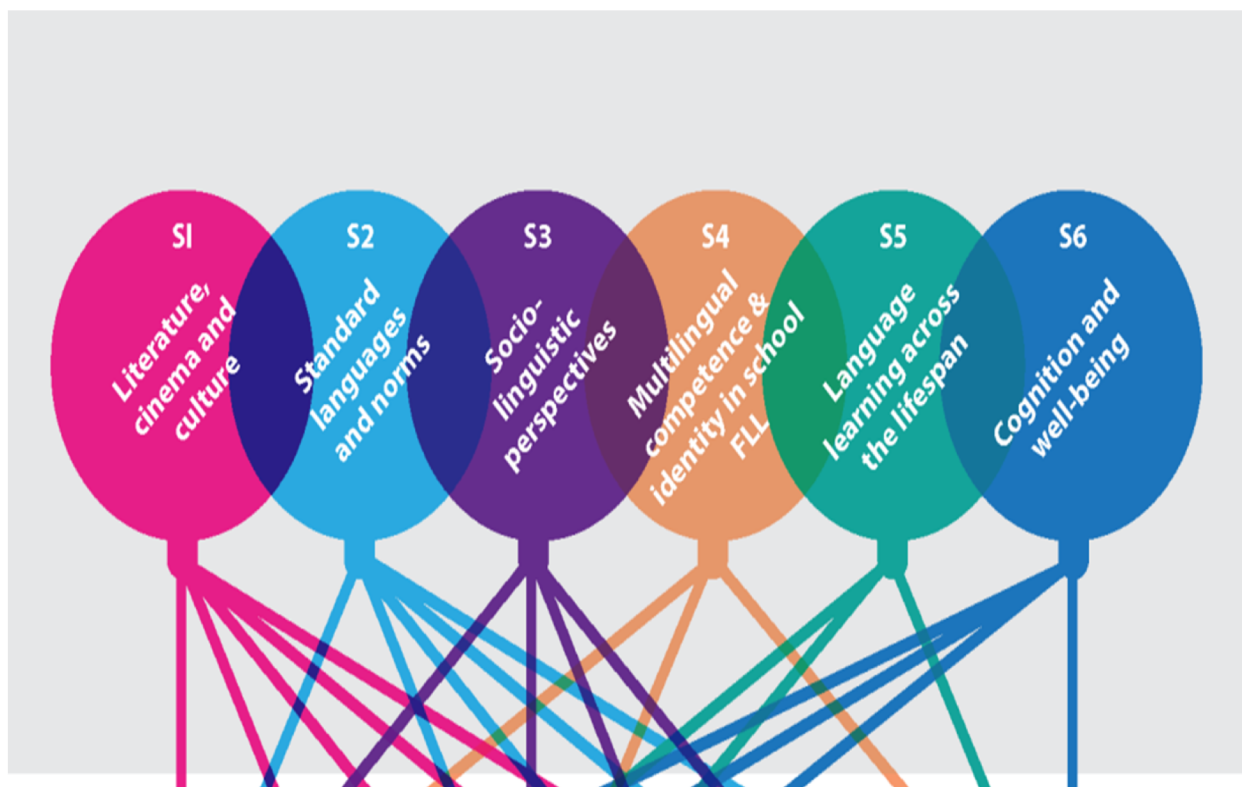 S1
Literature,
cinema and
culture
S2
Standard
languages
and norms
S3
Socio-
linguistic
perspectives
S4
Multilingual
competence &
identity in school
FLL
S5
Language
learning across
the lifespan
S6
Cognition and
well-being